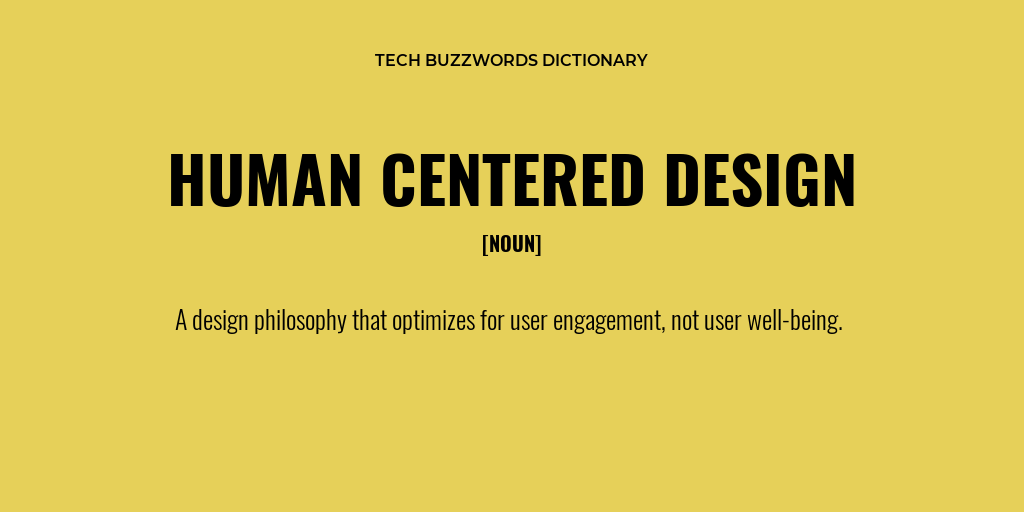 TECH BUZZWORDS DICTIONARY
HUMAN CENTERED DESIGN
[NOUN]
A design philosophy that optimizes for user engagement, not user well-being.